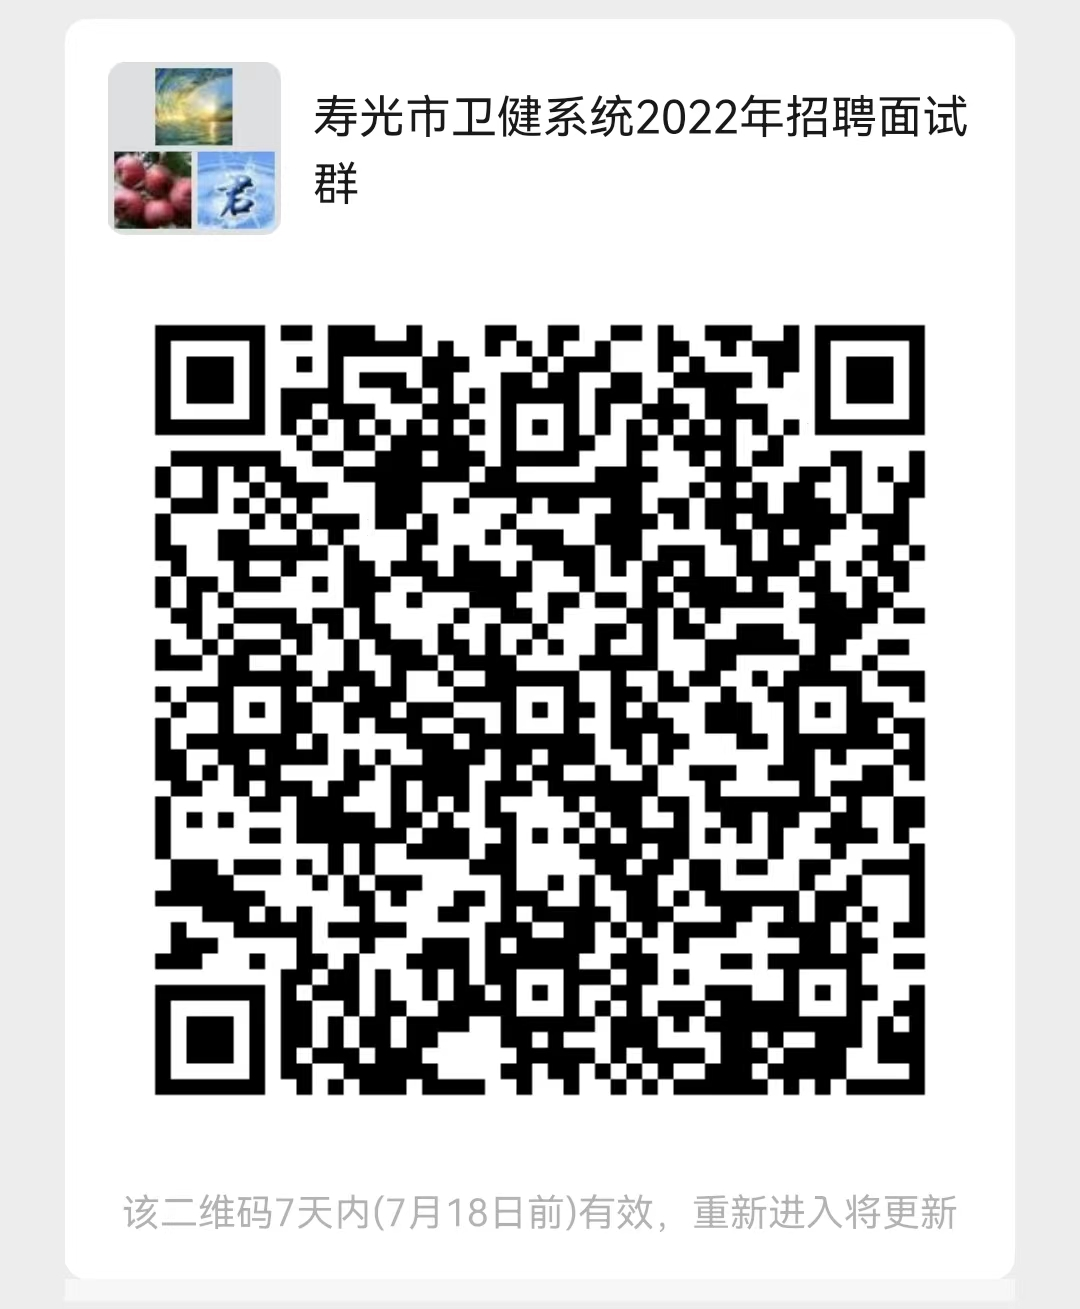 寿光市卫健系统2022年招聘面试
群
君
该二维码7天内(7月18日前)有效，重新进入将更新